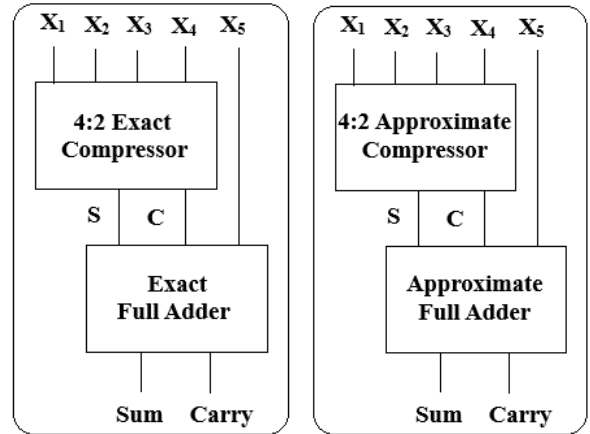 X₁ X₂ X₃ X₄ X₅
4:2 Exact
Compressor
S C
Exact
Full Adder
Sum Carry
X₁ X₂ X₃ X₄ X₅
4:2 Approximate
Compressor
S C
Approximate
Full Adder
Sum Carry